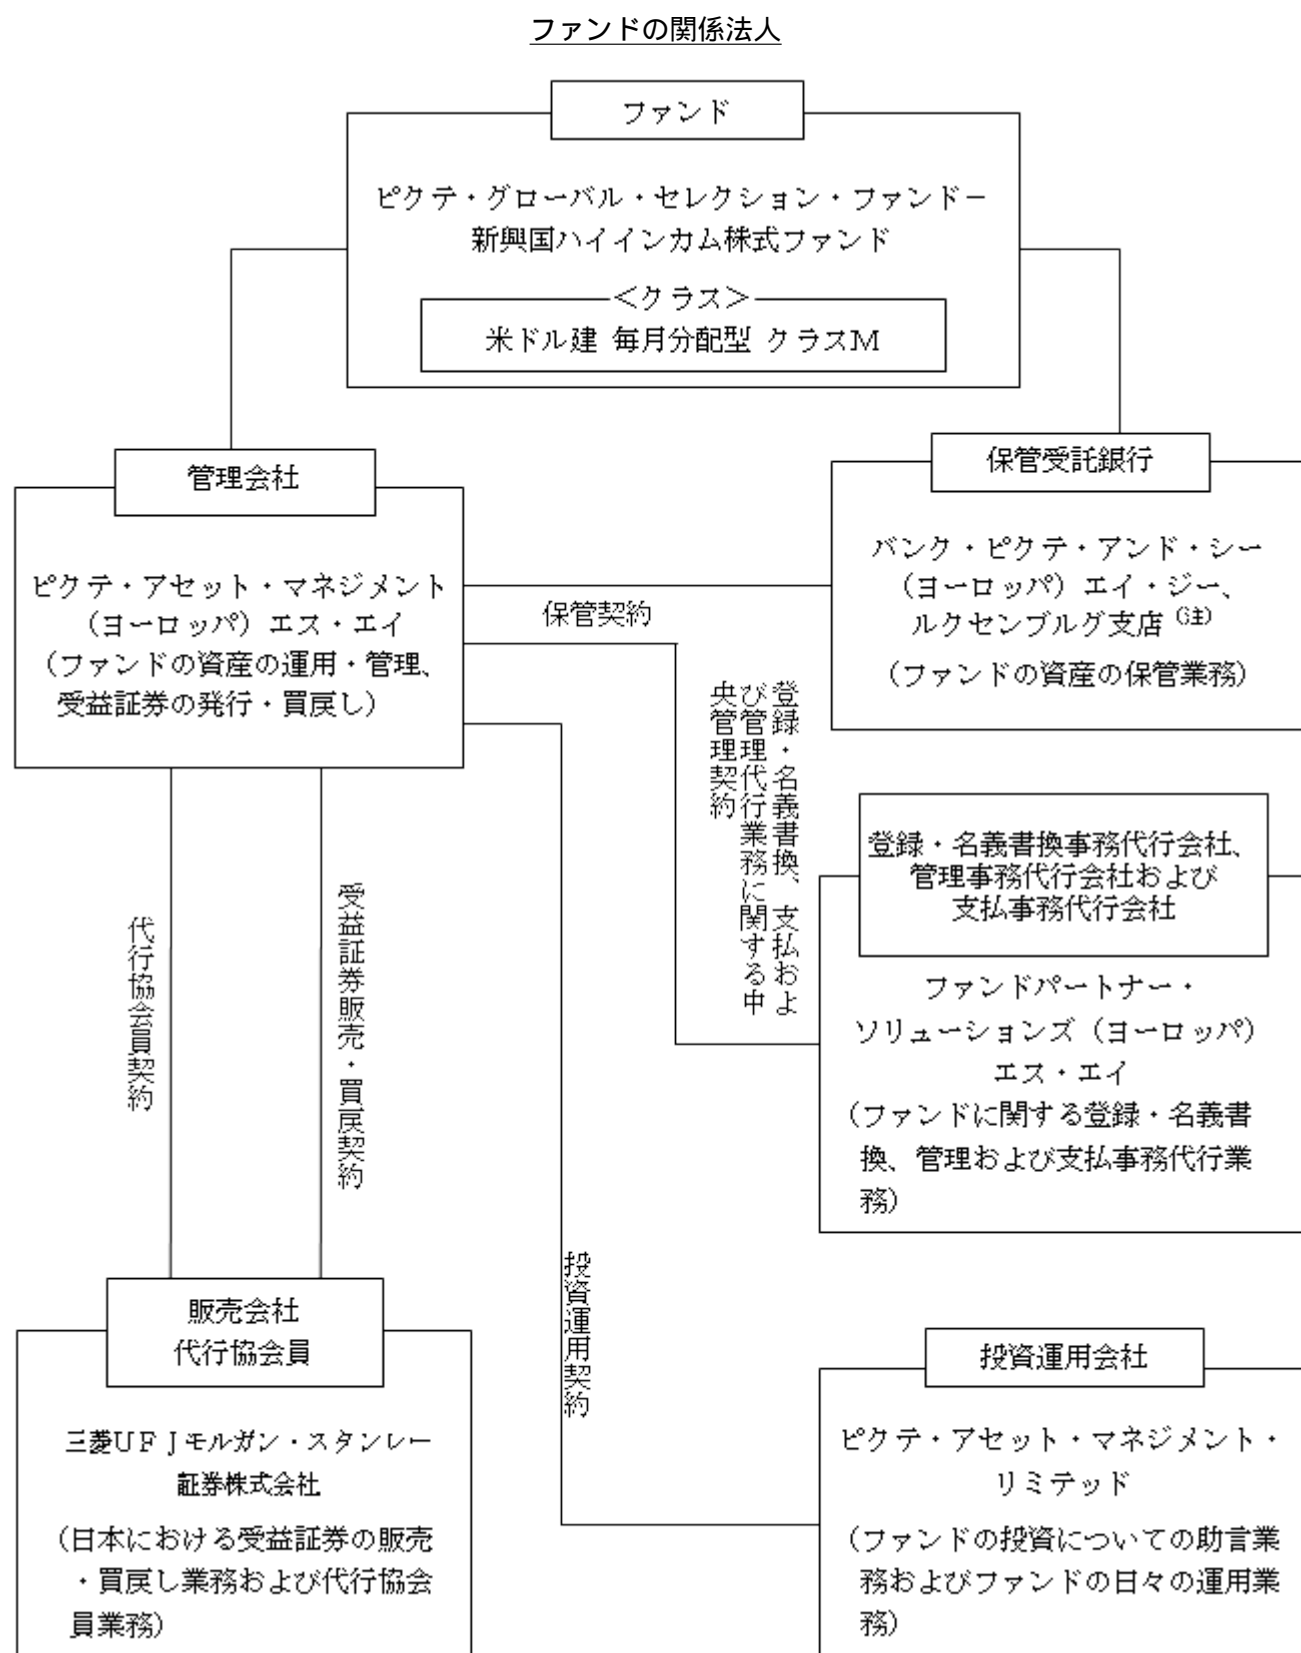 ファンドの関係法人
ファンド
ピクテ・グローバル・セレクション・ファンド－
新興国ハイインカム株式ファンド
＜クラス＞
米ドル建 毎月分配型 クラスＭ
管理会社
ピクテ・アセット・マネジメント
（ヨーロッパ）エス・エイ
（ファンドの資産の運用・管理、
受益証券の発行・買戻し）
保管受託銀行
バンク・ピクテ・アンド・シー
（ヨーロッパ）エイ・ジー、
ルクセンブルグ支店（注）
（ファンドの資産の保管業務）
保管契約
登録・名義書換、支払およ
び管理代行業務に関する中
央管理契約
登録・名義書換事務代行会社、
管理事務代行会社および
支払事務代行会社
ファンドパートナー・
ソリューションズ（ヨーロッパ）
エス・エイ
（ファンドに関する登録・名義書
換、管理および支払事務代行業
務）
代行協会員契約
受益証券販売・買戻契約
投資運用契約
販売会社
代行協会員
三菱ＵＦＪモルガン・スタンレー
証券株式会社
（日本における受益証券の販売
・買戻し業務および代行協会
員業務）
投資運用会社
ピクテ・アセット・マネジメント・
リミテッド
（ファンドの投資についての助言業
務およびファンドの日々の運用業
務）